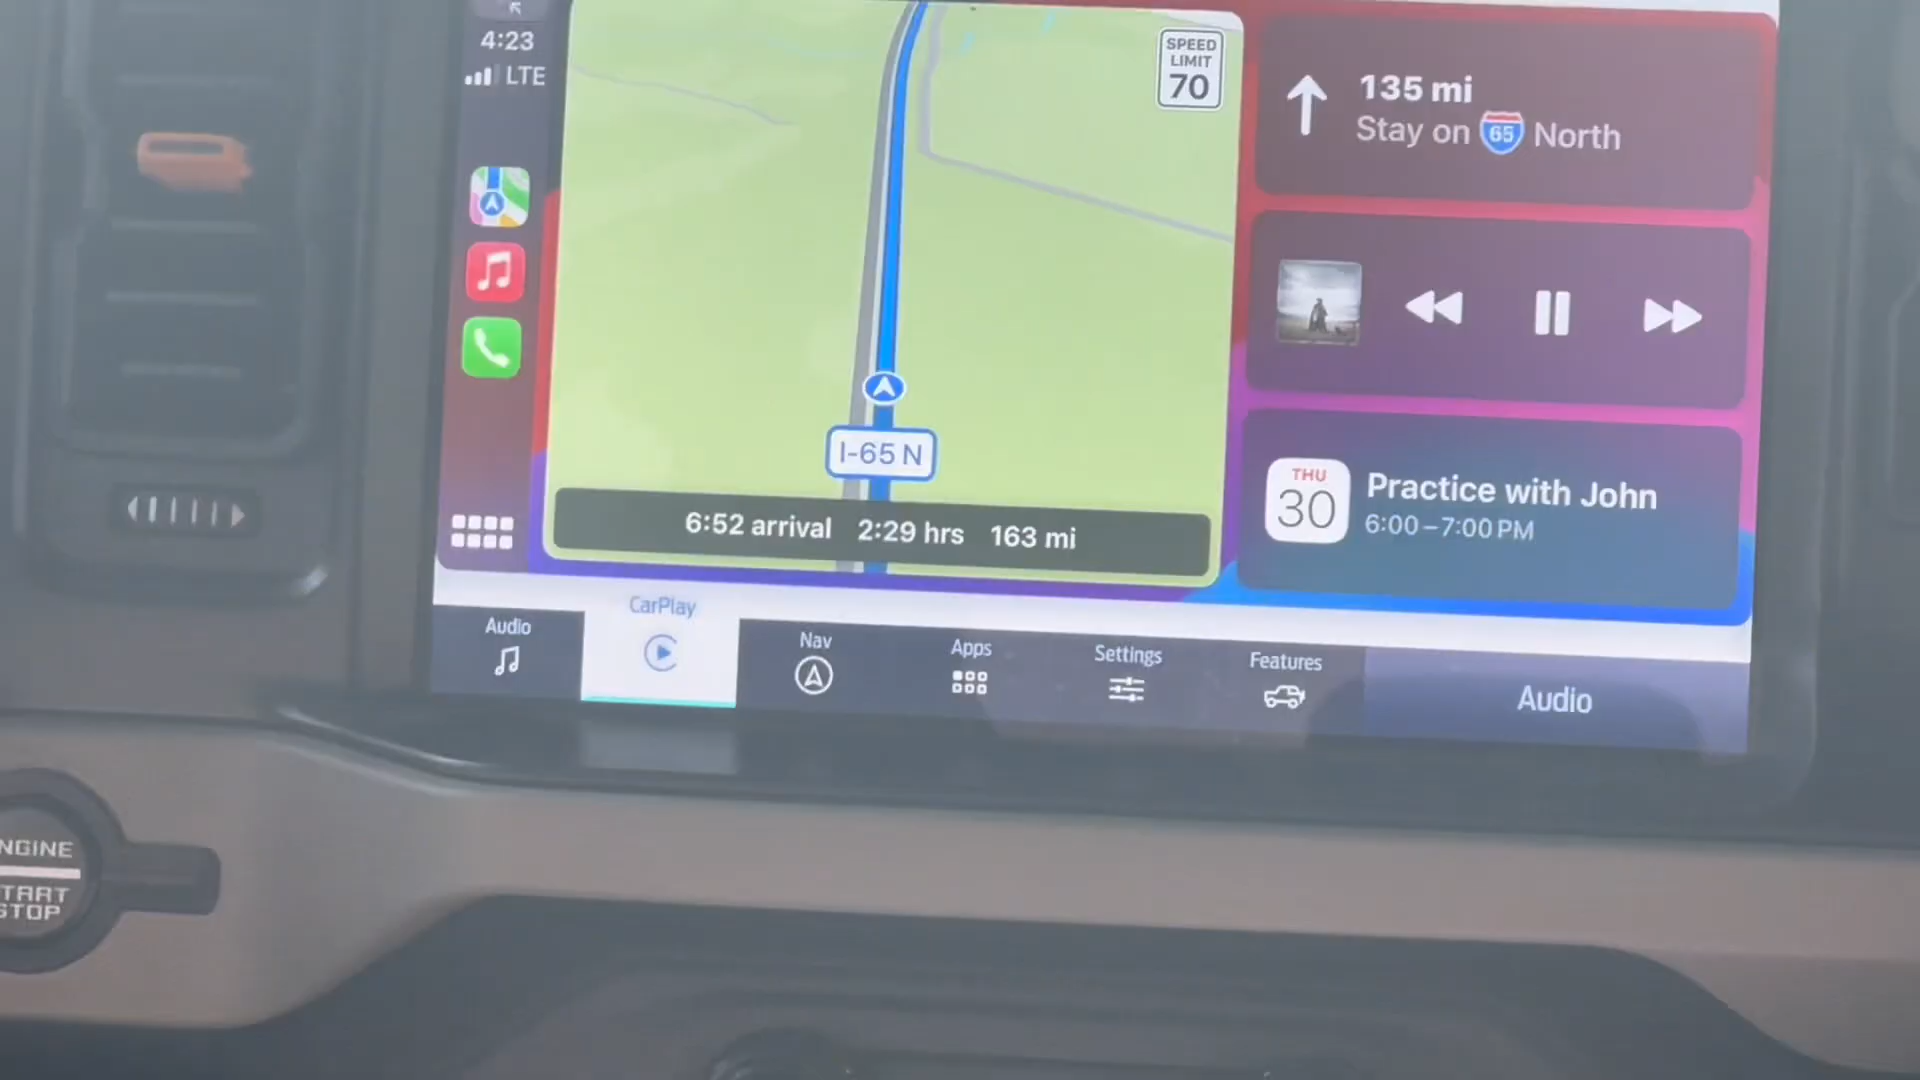 4:23
LTE
SPEED
LIMIT
70
I-65 N
6:52 arrival 2:29 hrs 163 mi
135 mi
Stay on 65 North
THU
30
Practice with John
6:00–7:00 PM
Audio
CarPlay
Nav
Apps
Settings
Features
Audio
NGINE
TART
STOP